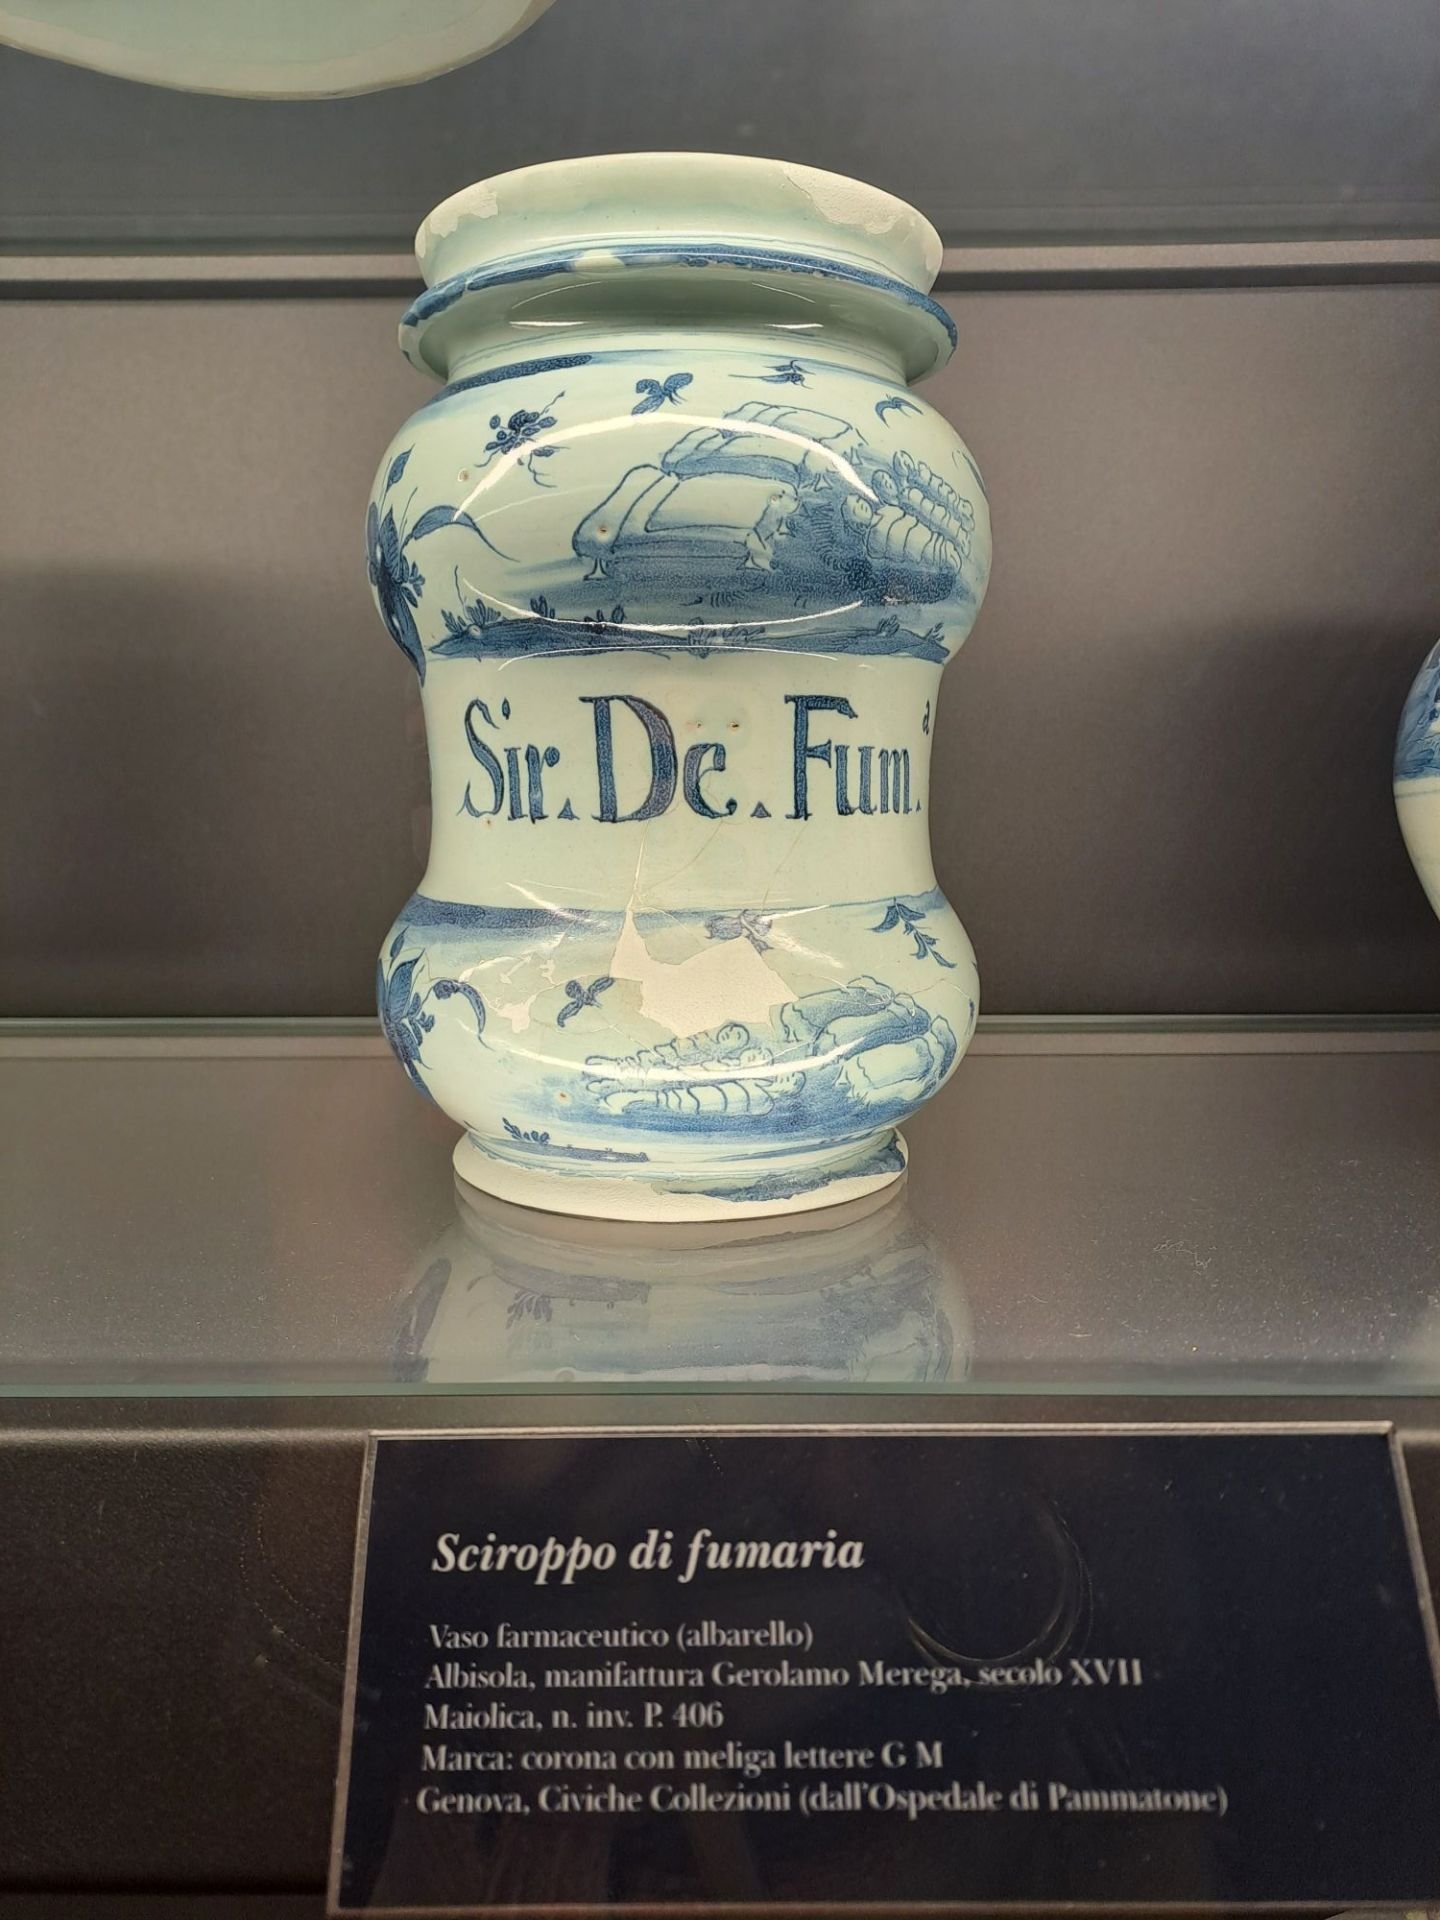 Sir. De. Fum.a
Sciroppo di fumaria
Vaso farmaceutico (albarello)
Albisola, manifattura Gerolamo Merega, secolo XVII
Maiolica, n. inv. P. 406
Marca: corona con meliga lettere G M
Genova, Civiche Collezioni (dall'Ospedale di Pammatone)